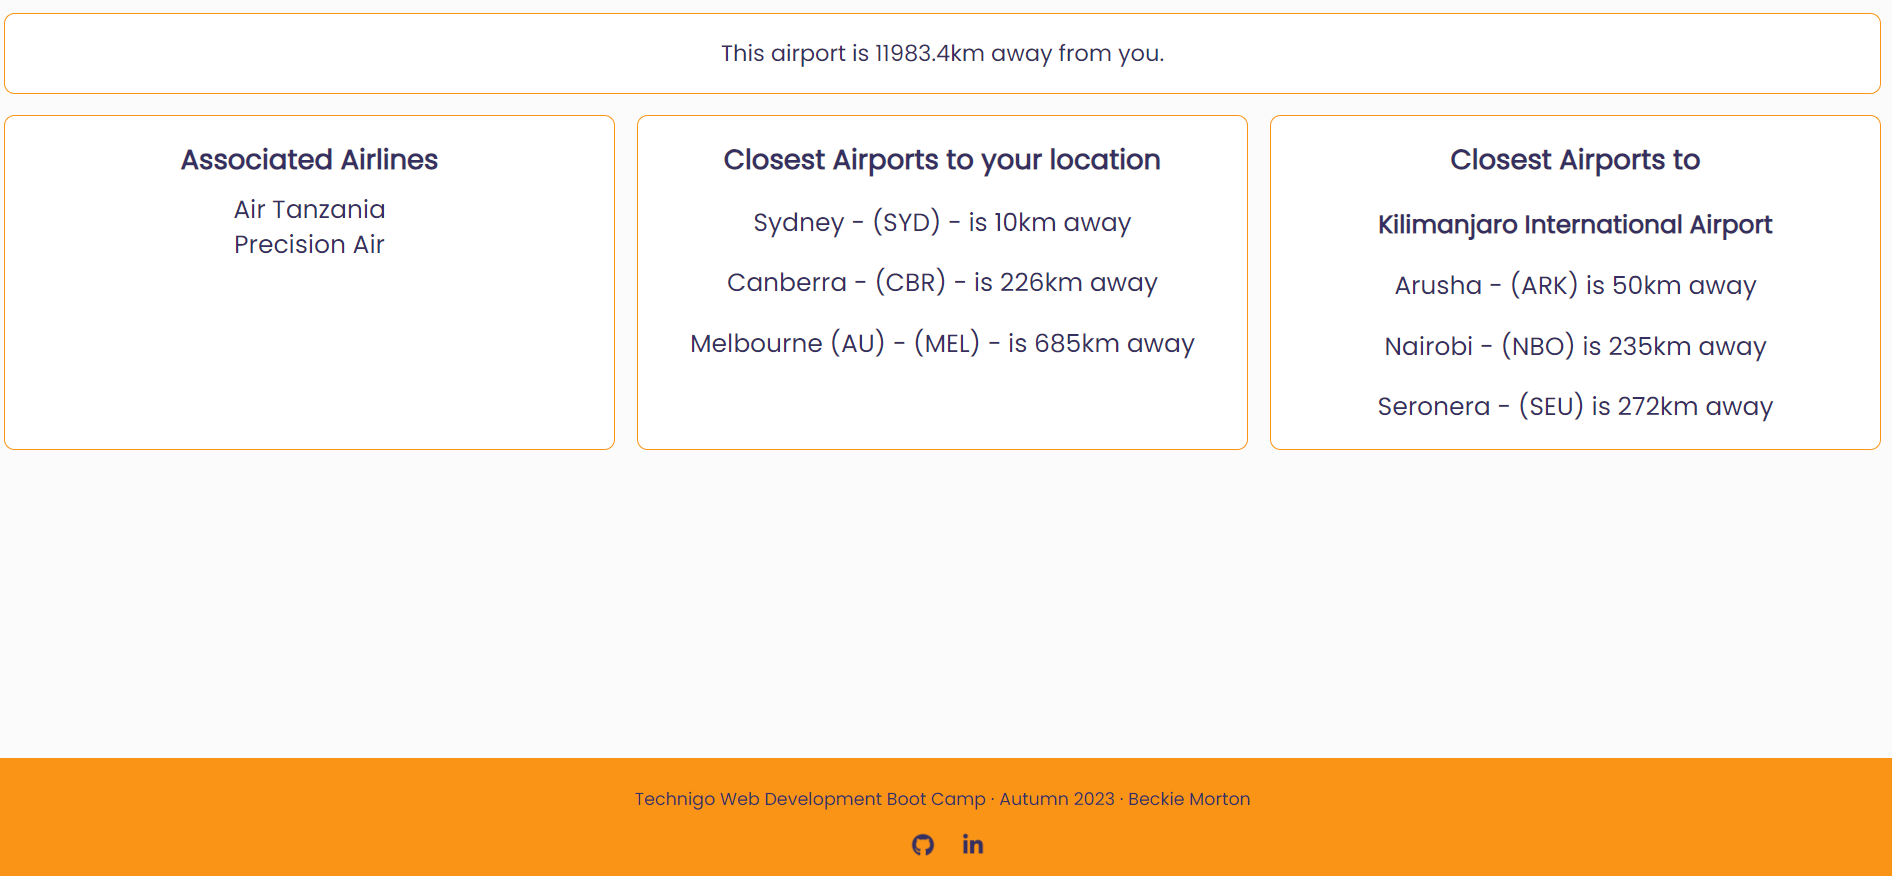 This airport is 11983.4km away from you.
Associated Airlines
Air Tanzania
Precision Air
Closest Airports to your location
Sydney - (SYD) - is 10km away
Canberra - (CBR) - is 226km away
Melbourne (AU) - (MEL) - is 685km away
Closest Airports to
Kilimanjaro International Airport
Arusha - (ARK) is 50km away
Nairobi - (NBO) is 235km away
Seronera - (SEU) is 272km away
Technigo Web Development Boot Camp · Autumn 2023 · Beckie Morton
in